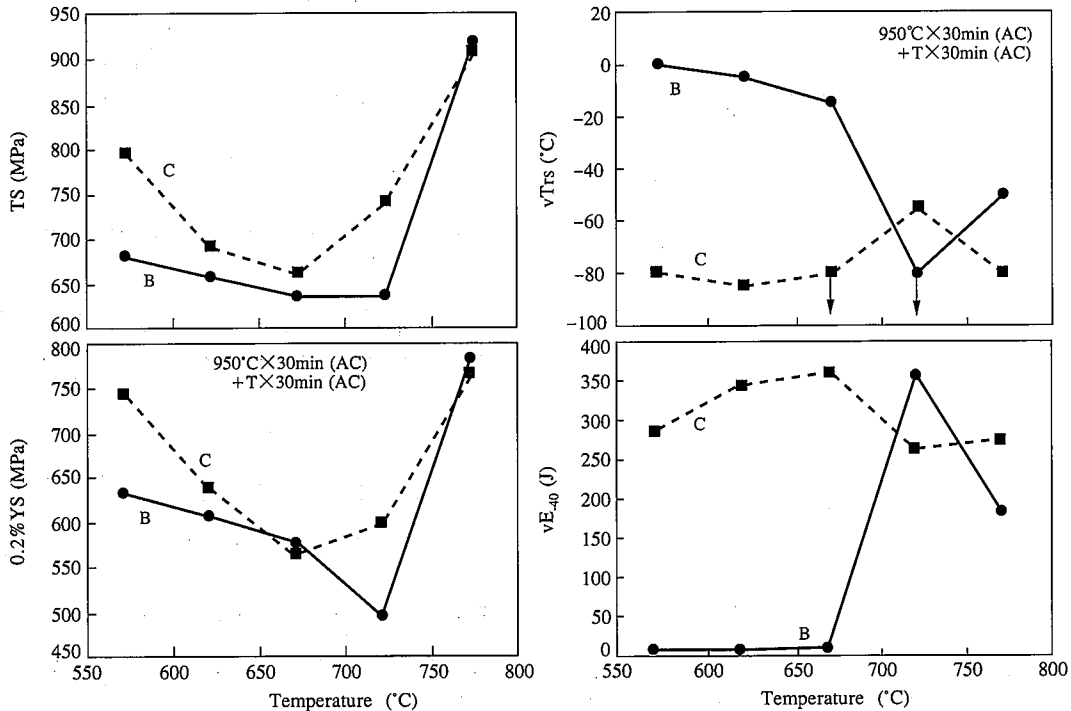 950
900
850
800
750
700
650
600
TS (MPa)
C
B
800
750
700
650
600
550
500
450
0.2%YS (MPa)
950°C×30min (AC)
+T×30min (AC)
C
B
550 600 650 700 750 800
Temperature (°C)
20
0
−20
−40
−60
−80
−100
vTrs (°C)
950°C×30min (AC)
+T×30min (AC)
B
C
400
350
300
250
200
150
100
50
0
vE-40 (J)
C
B
550 600 650 700 750 800
Temperature (°C)